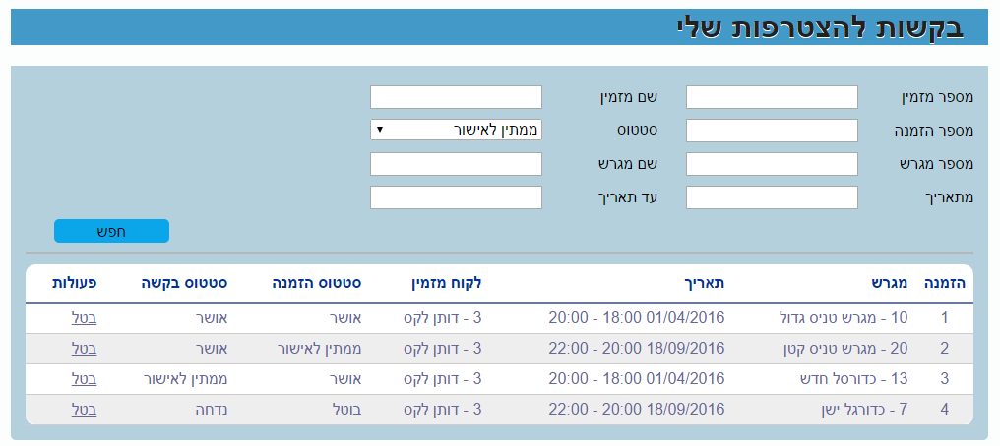 בקשות להצטרפות שלי
מספר מזמין שם מזמין
מספר הזמנה סטטוס ממתין לאישור
מספר מגרש שם מגרש
מתאריך עד תאריך
חפש
הזמנה מגרש תאריך לקוח מזמין סטטוס הזמנה סטטוס בקשה פעולות
1 10 - מגרש טניס גדול 01/04/2016 18:00 - 20:00 3 - דותן לקס אושר אושר בטל
2 20 - מגרש טניס קטן 18/09/2016 20:00 - 22:00 3 - דותן לקס ממתין לאישור אושר בטל
3 13 - כדורסל חדש 01/04/2016 18:00 - 20:00 3 - דותן לקס אושר ממתין לאישור בטל
4 7 - כדורגל ישן 18/09/2016 20:00 - 22:00 3 - דותן לקס בוטל נדחה בטל